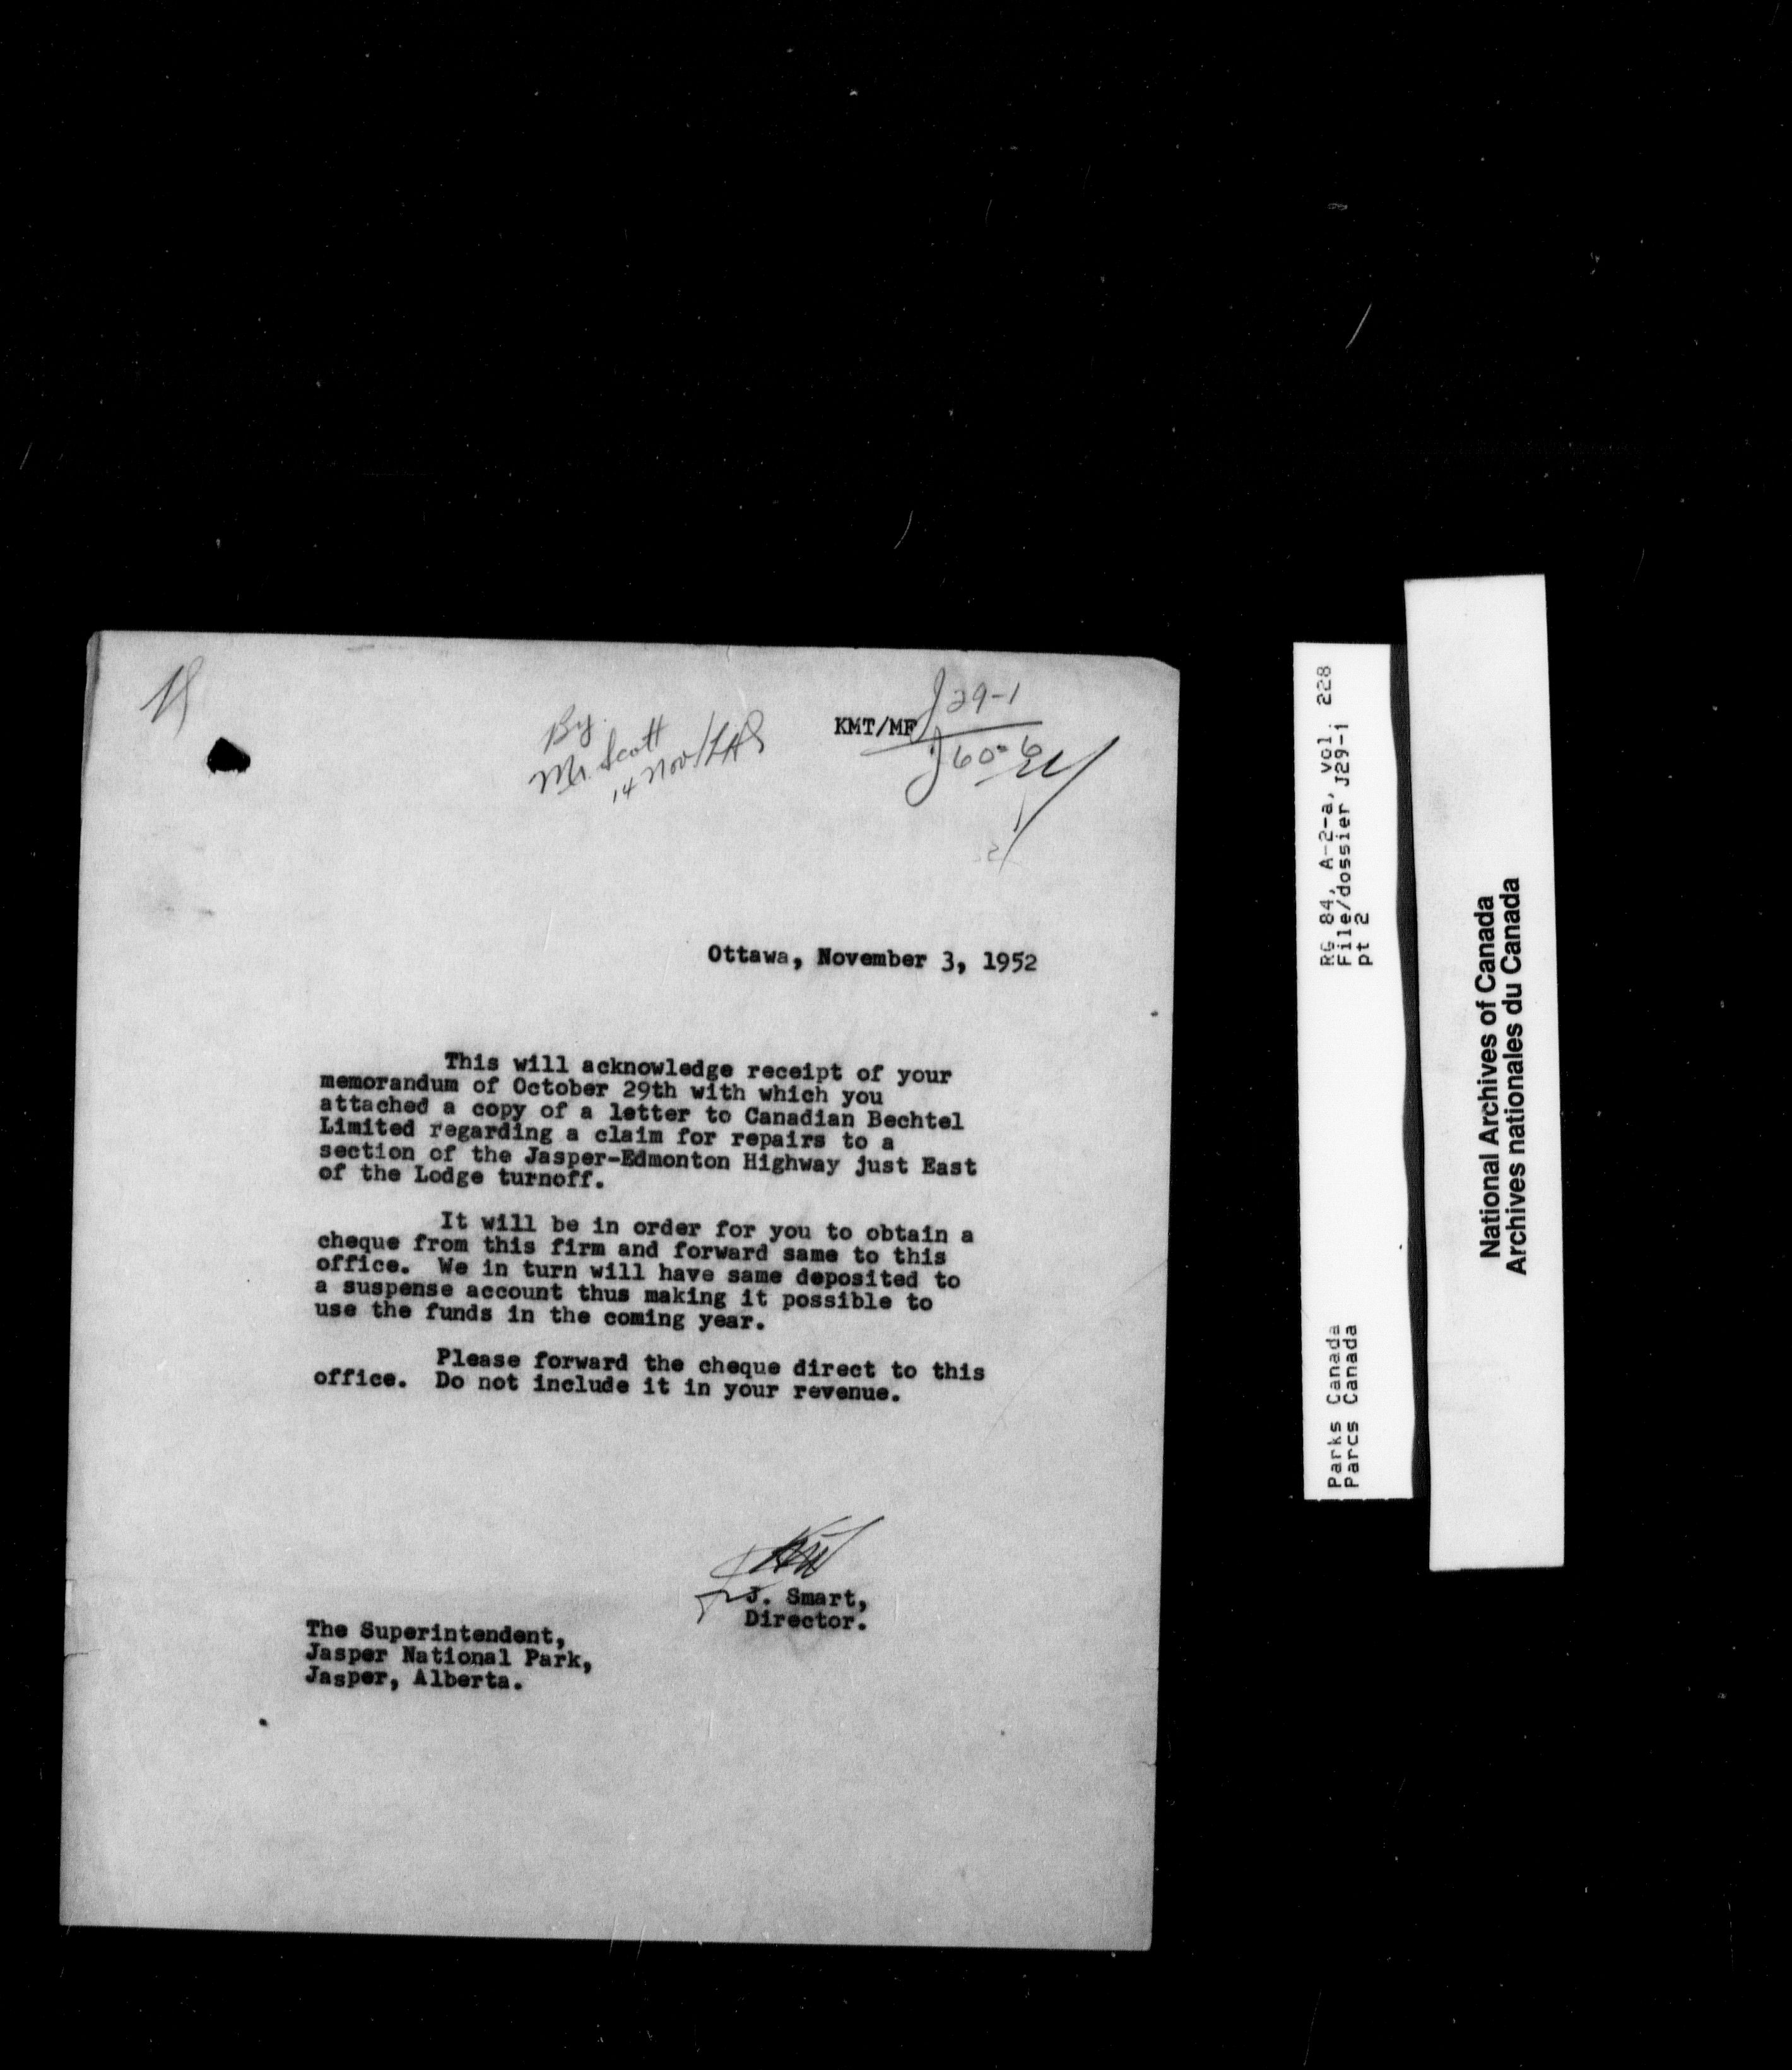 By
Mr. Scott
14 Nov/
J29-1
KMT/MF
J60-6
Ottawa, November 3, 1952
This will acknowledge receipt of your
memorandum of October 29th with which you
attached a copy of a letter to Canadian Bechtel
Limited regarding a claim for repairs to a
section of the Jasper-Edmonton Highway just East
of the Lodge turnoff.
It will be in order for you to obtain a
cheque from this firm and forward same to this
office. We in turn will have same deposited to
a suspense account thus making it possible to
use the funds in the coming year.
Please forward the cheque direct to this
office. Do not include it in your revenue.
J. Smart,
Director.
The Superintendent,
Jasper National Park,
Jasper, Alberta.
RG 84, A-2-a, vol. 228
File/dossier J29-1
pt 2
Parks Canada
Parcs Canada
National Archives of Canada
Archives nationales du Canada